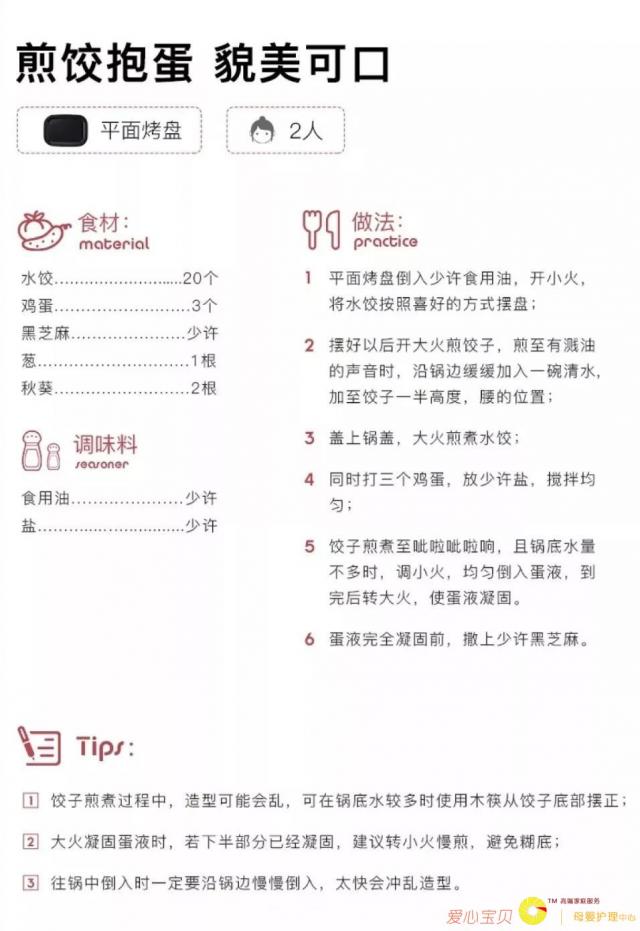 煎饺抱蛋 貌美可口
平面烤盘
2人
食材:
material
水饺........................20个
鸡蛋........................3个
黑芝麻.....................少许
葱...........................1根
秋葵........................2根
调味料
seasoner
食用油.....................少许
盐...........................少许
做法:
practice
1 平面烤盘倒入少许食用油，开小火，
将水饺按照喜好的方式摆盘；
2 摆好以后开大火煎饺子，煎至有溅油
的声音时，沿锅边缓缓加入一碗清水，
加至饺子一半高度，腰的位置；
3 盖上锅盖，大火煎煮水饺；
4 同时打三个鸡蛋，放少许盐，搅拌均
匀；
5 饺子煎煮至呲啦呲啦响，且锅底水量
不多时，调小火，均匀倒入蛋液，到
完后转大火，使蛋液凝固。
6 蛋液完全凝固前，撒上少许黑芝麻。
Tips:
1 饺子煎煮过程中，造型可能会乱，可在锅底水较多时使用木筷从饺子底部摆正；
2 大火凝固蛋液时，若下半部分已经凝固，建议转小火慢煎，避免糊底；
3 往锅中倒入时一定要沿锅边慢慢倒入，太快会冲乱造型。
爱心宝贝
TM 高端家庭服务
母婴护理中心